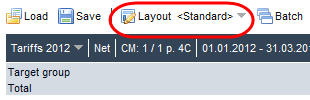 Load Save Layout <Standard> Batch
Tariffs 2012 Net CM: 1 / 1 p. 4C 01.01.2012 - 31.03.20
Target group
Total